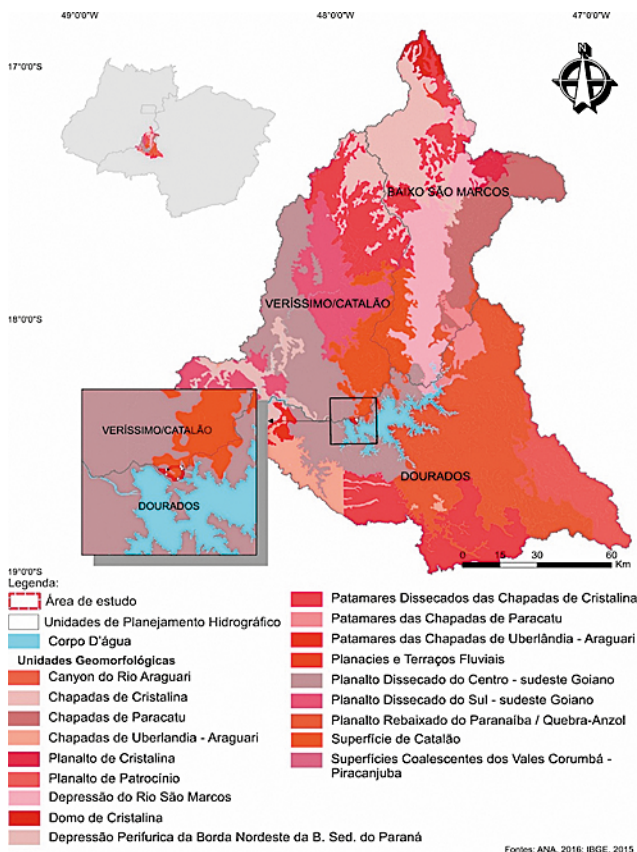 49°0'0"S
48°0'0"S
47°0'0"S
17°0'0"S
N
BAIXO SÃO MARCOS
18°0'0"S
VERÍSSIMO/CATALÃO
VERÍSSIMO/CATALÃO
DOURADOS
DOURADOS
19°0'0"S
0 15 30 60
Km
Legenda:
Área de estudo
Unidades de Planejamento Hidrográfico
Corpo D'água
Unidades Geomorfológicas
Canyon do Rio Araguari
Chapadas de Cristalina
Chapadas de Paracatu
Chapadas de Uberlandia - Araguari
Planalto de Cristalina
Planalto de Patrocínio
Depressão do Rio São Marcos
Domo de Cristalina
Depressão Perifurica da Borda Nordeste da B. Sed. do Paraná
Patamares Dissecados das Chapadas de Cristalina
Patamares das Chapadas de Paracatu
Patamares das Chapadas de Uberlândia - Araguari
Planacies e Terraços Fluviais
Planalto Dissecado do Centro - sudeste Goiano
Planalto Dissecado do Sul - sudeste Goiano
Planalto Rebaixado do Paranaíba / Quebra-Anzol
Superfície de Catalão
Superfícies Coalescentes dos Vales Corumbá -
Piracanjuba
Fontes: ANA, 2016; IBGE, 2015